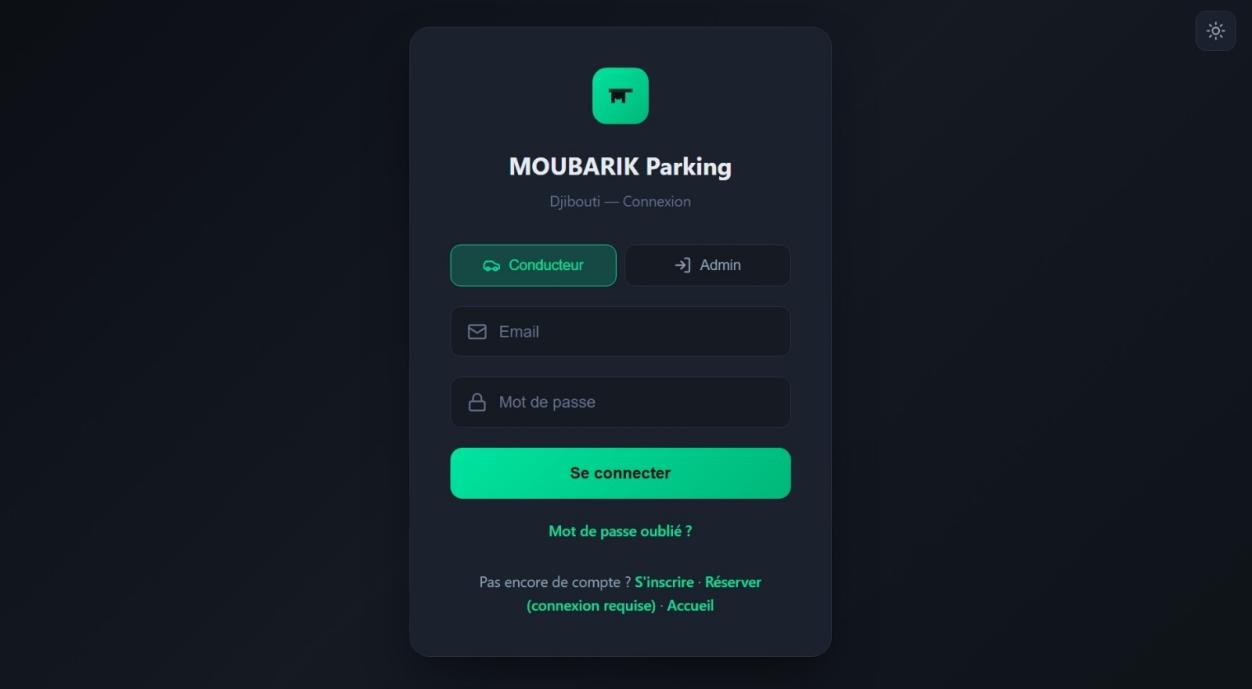 MOUBARIK Parking
Djibouti — Connexion
Conducteur
Admin
Email
Mot de passe
Se connecter
Mot de passe oublié ?
Pas encore de compte ? S'inscrire · Réserver
(connexion requise) · Accueil